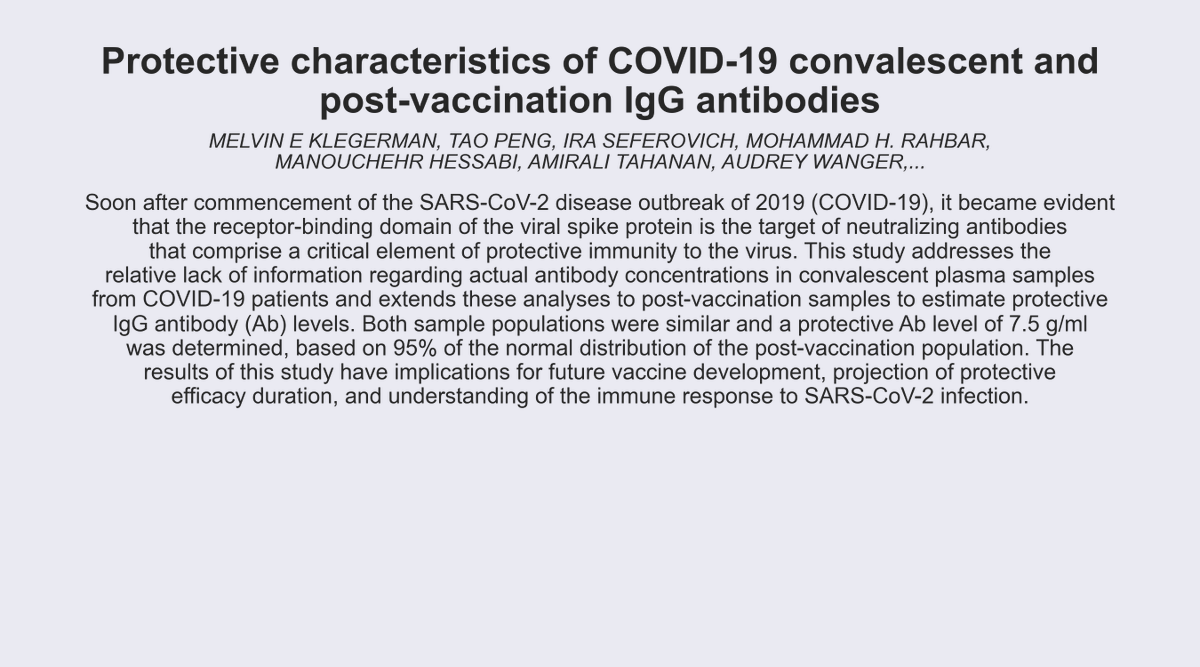 Protective characteristics of COVID-19 convalescent and
post-vaccination IgG antibodies
MELVIN E KLEGERMAN, TAO PENG, IRA SEFEROVICH, MOHAMMAD H. RAHBAR,
MANOUCHEHR HESSABI, AMIRALI TAHANAN, AUDREY WANGER,...
Soon after commencement of the SARS-CoV-2 disease outbreak of 2019 (COVID-19), it became evident
that the receptor-binding domain of the viral spike protein is the target of neutralizing antibodies
that comprise a critical element of protective immunity to the virus. This study addresses the
relative lack of information regarding actual antibody concentrations in convalescent plasma samples
from COVID-19 patients and extends these analyses to post-vaccination samples to estimate protective
IgG antibody (Ab) levels. Both sample populations were similar and a protective Ab level of 7.5 g/ml
was determined, based on 95% of the normal distribution of the post-vaccination population. The
results of this study have implications for future vaccine development, projection of protective
efficacy duration, and understanding of the immune response to SARS-CoV-2 infection.